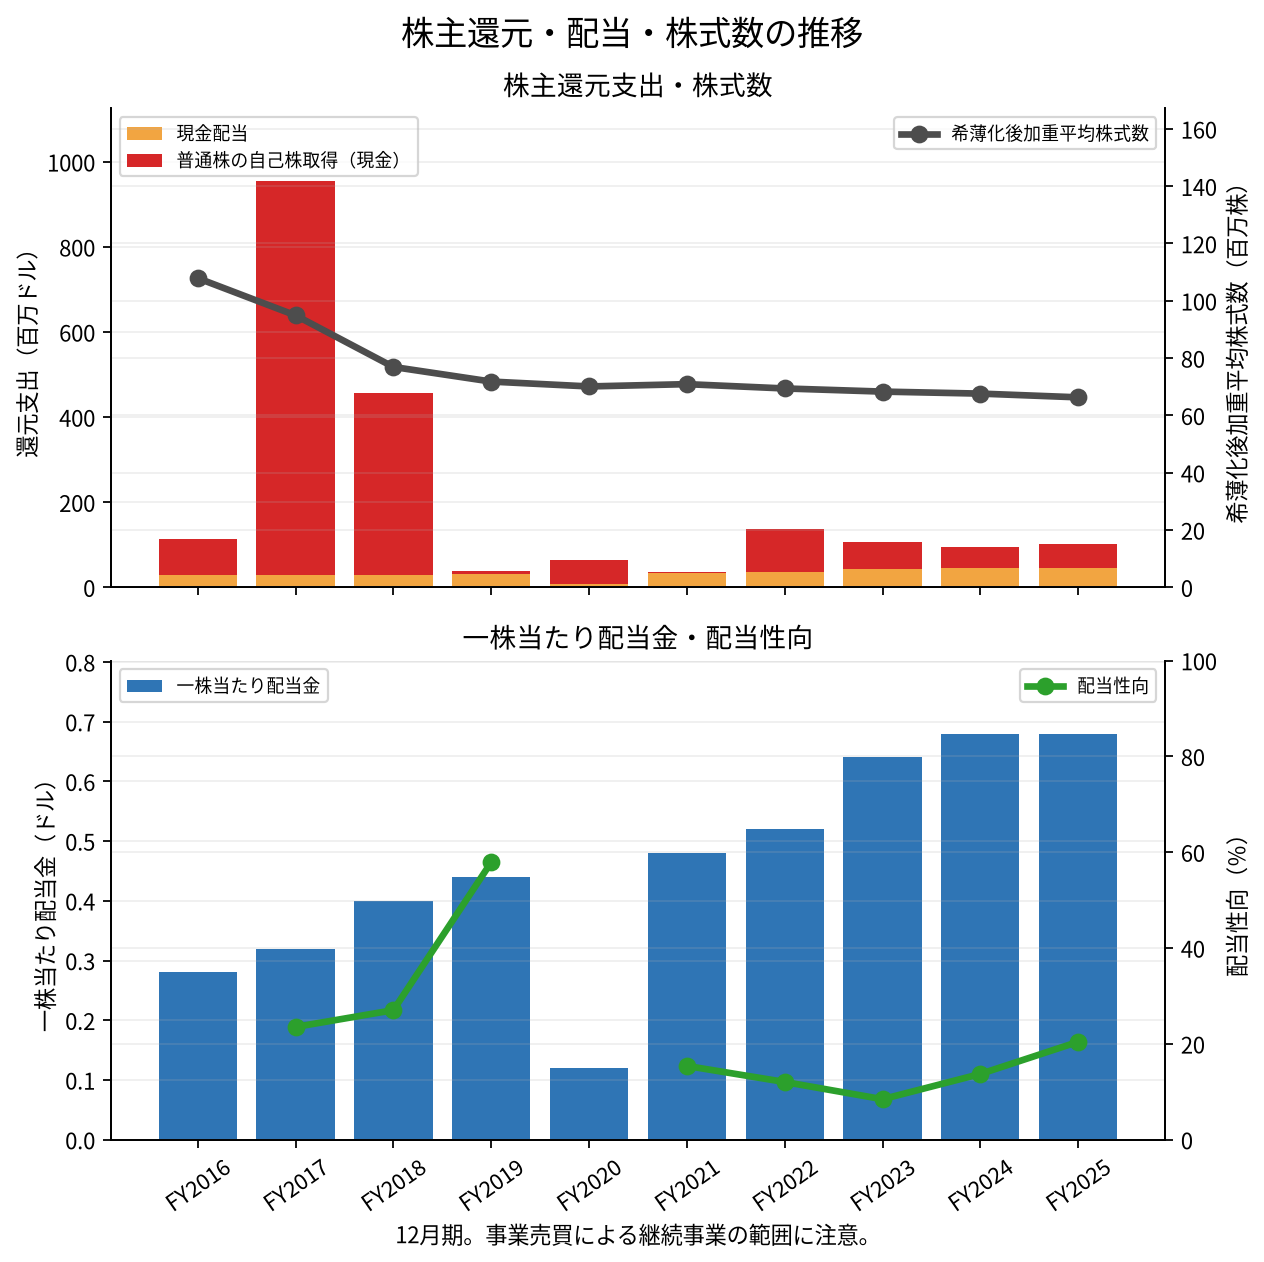 株主還元・配当・株式数の推移
株主還元支出・株式数
現金配当
普通株の自己株取得（現金）
希薄化後加重平均株式数
還元支出（百万ドル）
1000
800
600
400
200
0
160
140
120
100
80
60
40
20
0
希薄化後加重平均株式数（百万株）
一株当たり配当金・配当性向
一株当たり配当金
配当性向
一株当たり配当金（ドル）
0.8
0.7
0.6
0.5
0.4
0.3
0.2
0.1
0.0
100
80
60
40
20
0
配当性向（%）
FY2016
FY2017
FY2018
FY2019
FY2020
FY2021
FY2022
FY2023
FY2024
FY2025
12月期。事業売買による継続事業の範囲に注意。